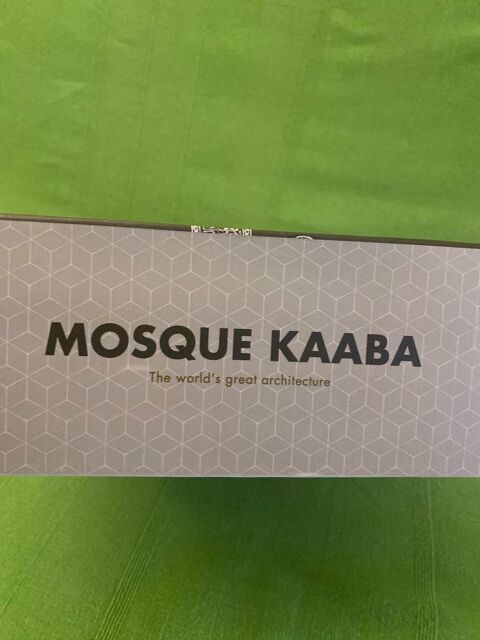 MOSQUE KAABA
The world's great architecture